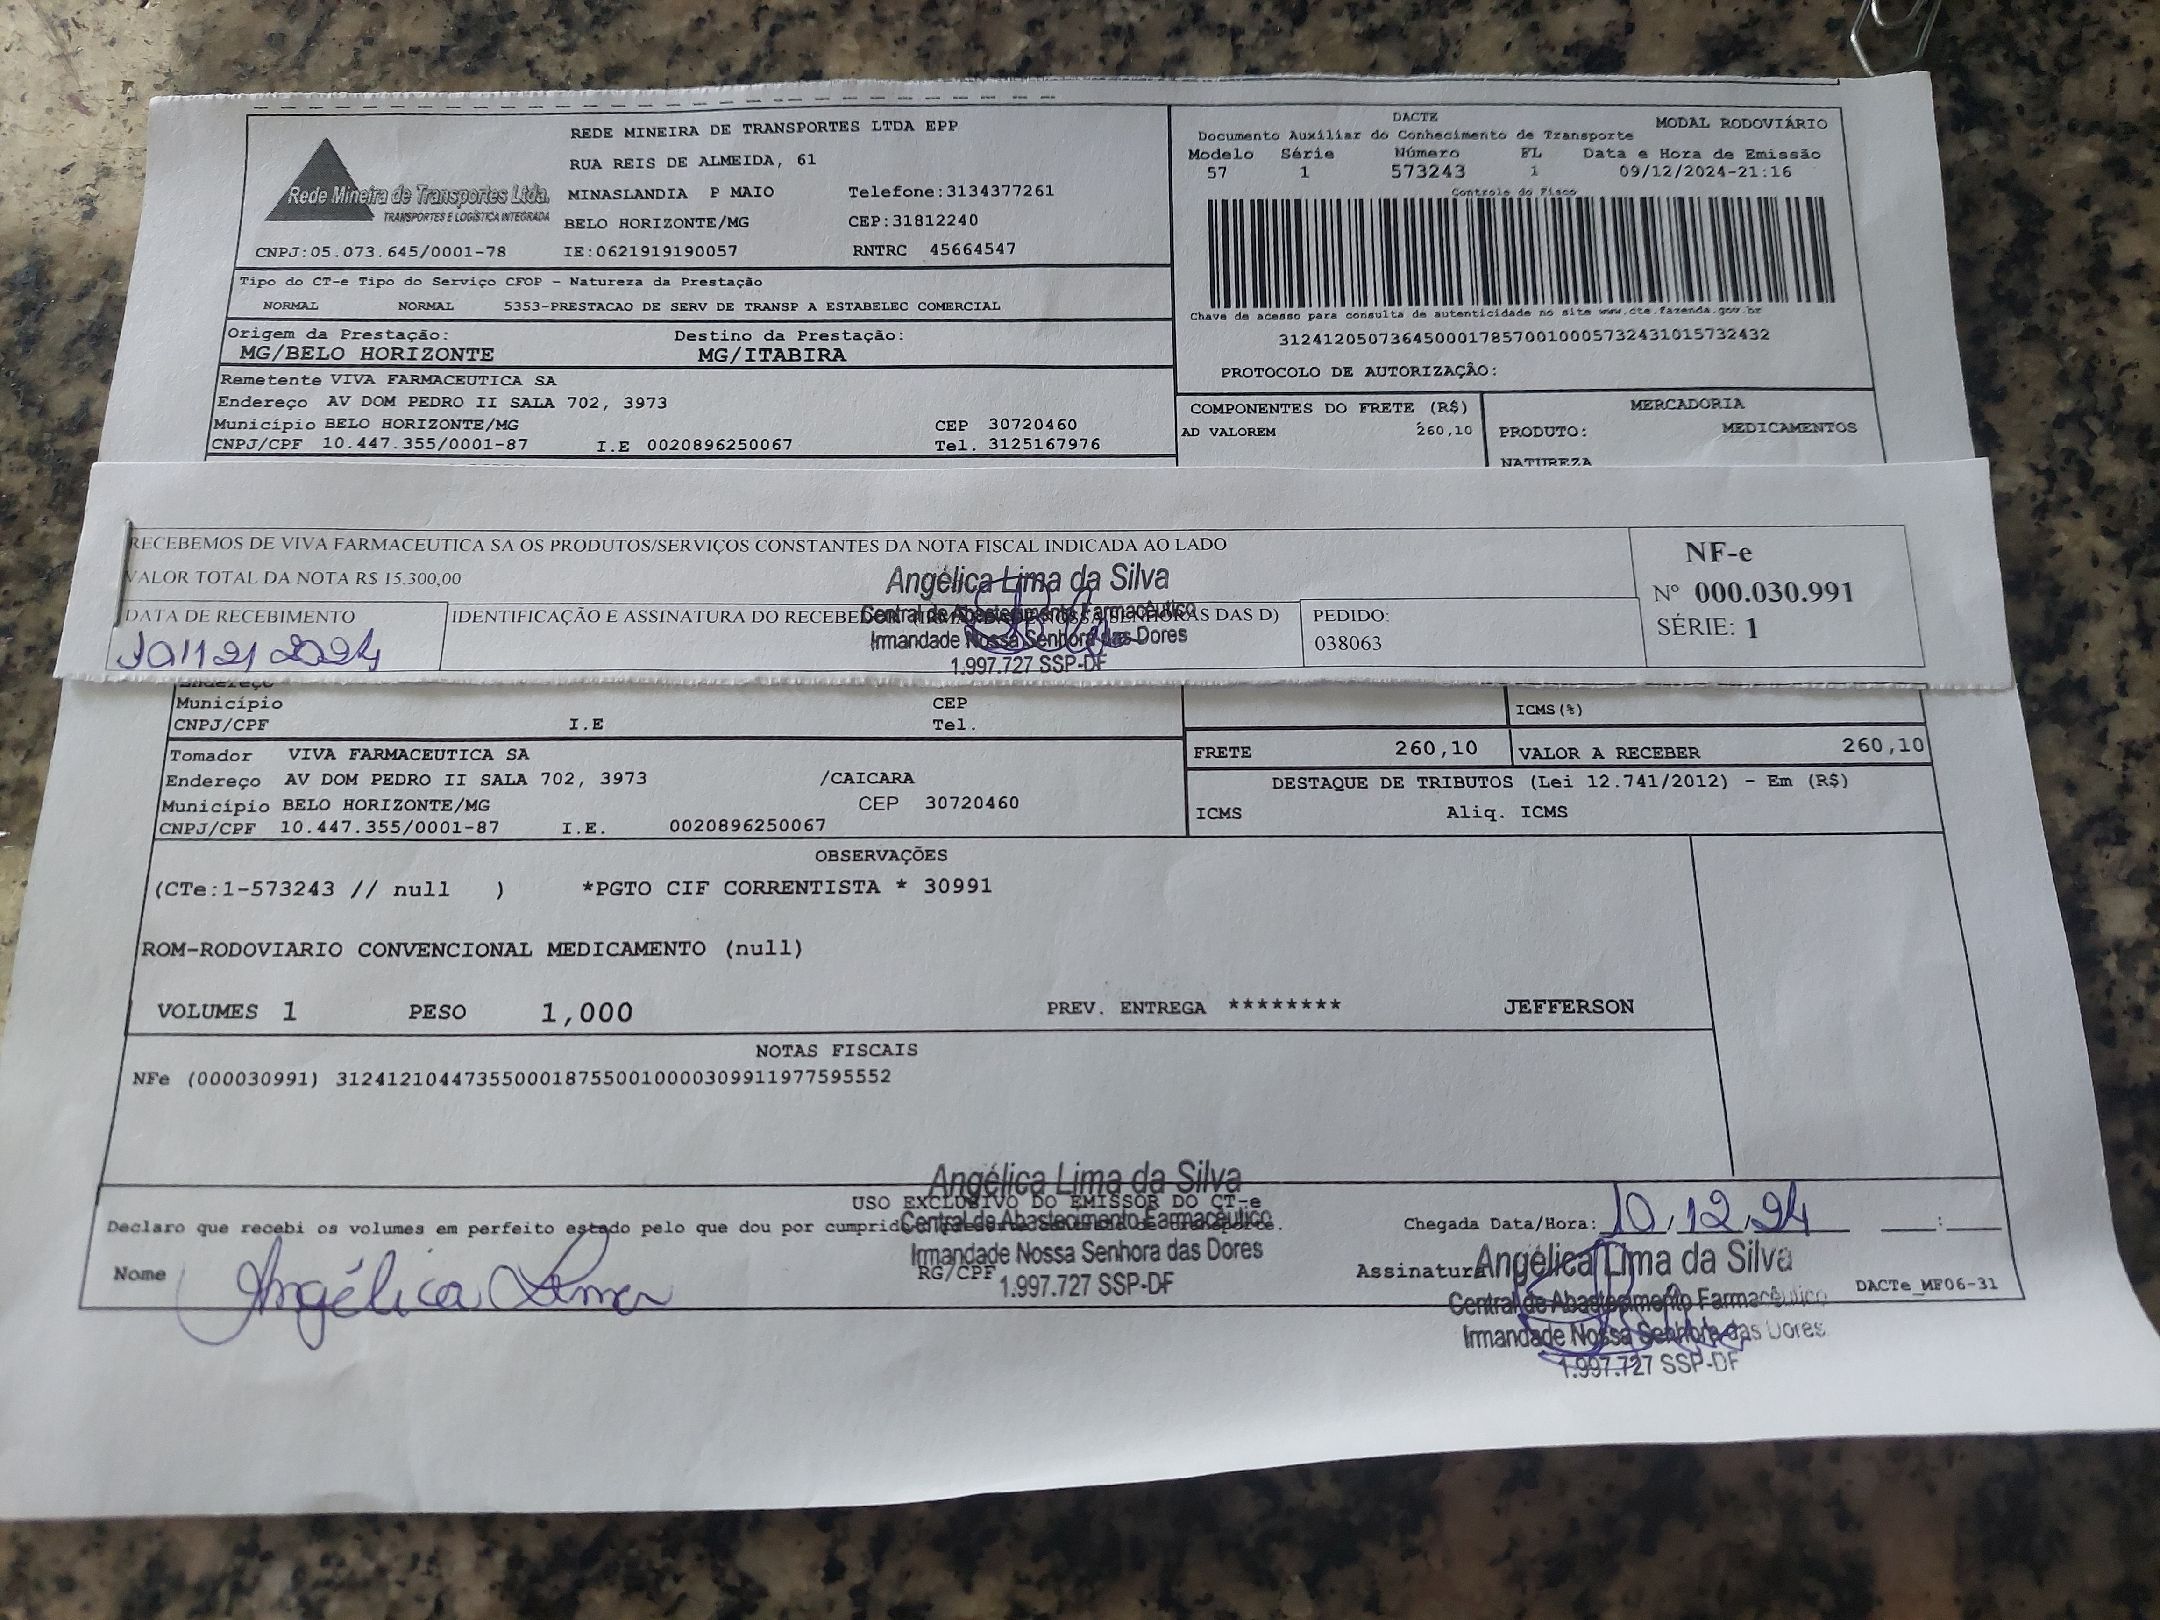 REDE MINEIRA DE TRANSPORTES LTDA EPP
RUA REIS DE ALMEIDA, 61
Rede Mineira de Transportes Ltda.
TRANSPORTES E LOGÍSTICA INTEGRADA
MINASLANDIA P MAIO Telefone:3134377261
BELO HORIZONTE/MG CEP:31812240
CNPJ:05.073.645/0001-78 IE:0621919190057 RNTRC 45664547
DACTE
MODAL RODOVIÁRIO
Documento Auxiliar do Conhecimento de Transporte
Modelo Série Número FL Data e Hora de Emissão
57 1 573243 1 09/12/2024-21:16
Controle do Fisco
Chave de acesso para consulta de autenticidade no site www.cte.fazenda.gov.br
31241205073645000178570010005732431015732432
PROTOCOLO DE AUTORIZAÇÃO:
Tipo do CT-e Tipo do Serviço CFOP - Natureza da Prestação
NORMAL NORMAL 5353-PRESTACAO DE SERV DE TRANSP A ESTABELEC COMERCIAL
Origem da Prestação: Destino da Prestação:
MG/BELO HORIZONTE MG/ITABIRA
Remetente VIVA FARMACEUTICA SA
Endereço AV DOM PEDRO II SALA 702, 3973
Município BELO HORIZONTE/MG CEP 30720460
CNPJ/CPF 10.447.355/0001-87 I.E 0020896250067 Tel. 3125167976
COMPONENTES DO FRETE (R$) MERCADORIA
AD VALOREM 260,10 PRODUTO: MEDICAMENTOS
NATUREZA
RECEBEMOS DE VIVA FARMACEUTICA SA OS PRODUTOS/SERVIÇOS CONSTANTES DA NOTA FISCAL INDICADA AO LADO
VALOR TOTAL DA NOTA R$ 15.300,00
DATA DE RECEBIMENTO
10/12/2024
IDENTIFICAÇÃO E ASSINATURA DO RECEBEDOR NOSSA SENHORAS DAS D)
Angélica Lima da Silva
Central de Abastecimento Farmacêutico
Irmandade Nossa Senhora das Dores
1.997.727 SSP-DF
PEDIDO:
038063
NF-e
Nº 000.030.991
SÉRIE: 1
Endereço
Município CEP
CNPJ/CPF I.E Tel.
ICMS(%)
FRETE 260,10 VALOR A RECEBER 260,10
Tomador VIVA FARMACEUTICA SA
Endereço AV DOM PEDRO II SALA 702, 3973 /CAICARA
Município BELO HORIZONTE/MG CEP 30720460
CNPJ/CPF 10.447.355/0001-87 I.E. 0020896250067
DESTAQUE DE TRIBUTOS (Lei 12.741/2012) - Em (R$)
ICMS Aliq. ICMS
OBSERVAÇÕES
(CTe:1-573243 // null ) *PGTO CIF CORRENTISTA * 30991
ROM-RODOVIARIO CONVENCIONAL MEDICAMENTO (null)
VOLUMES 1 PESO 1,000 PREV. ENTREGA ******** JEFFERSON
NOTAS FISCAIS
NFe (000030991) 31241210447355000187550010000309911977595552
USO EXCLUSIVO DO EMISSOR DO CT-e
Declaro que recebi os volumes em perfeito estado pelo que dou por cumprido
Chegada Data/Hora: 10/12/24 :
Nome Angélica Lima
RG/CPF
Angélica Lima da Silva
Central de Abastecimento Farmacêutico
Irmandade Nossa Senhora das Dores
1.997.727 SSP-DF
Assinatura
Angélica Lima da Silva
Central de Abastecimento Farmacêutico
Irmandade Nossa Senhora das Dores
1.997.727 SSP-DF
DACTe_MF06-31